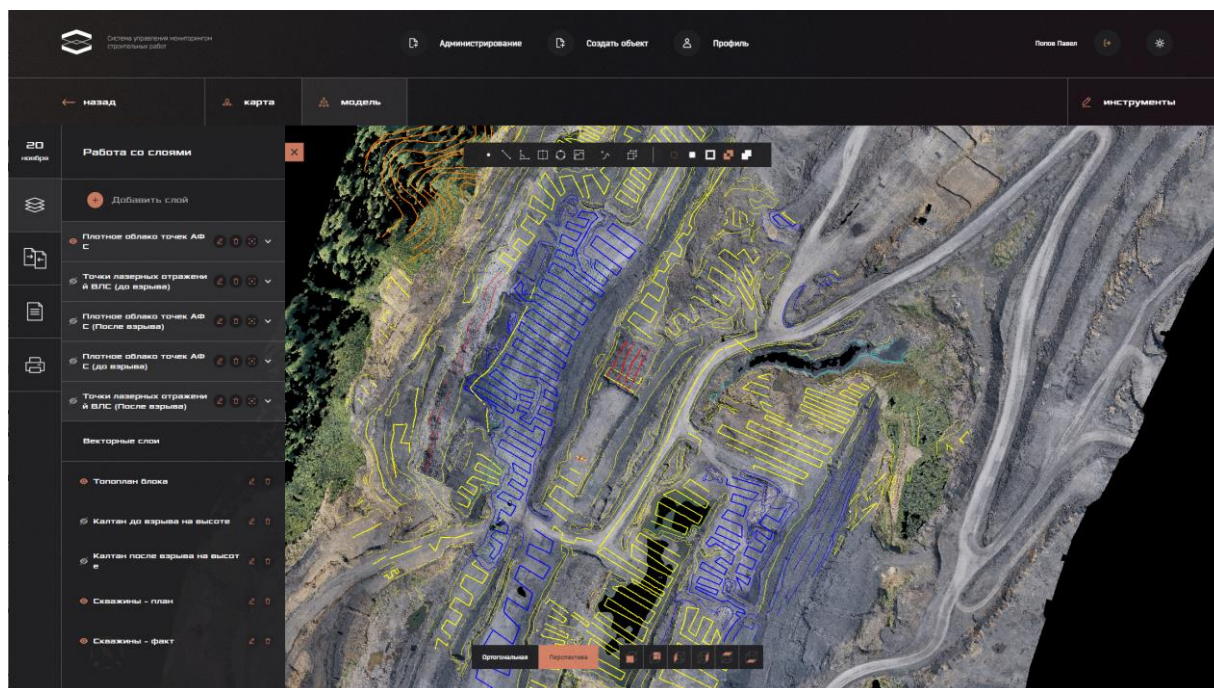 Система управления мониторингом
строительных работ
Администрирование
Создать объект
Профиль
Попов Павел
назад
карта
модель
инструменты
20
ноября
Работа со слоями
Добавить слой
Плотное облако точек АФ
С
Точки лазерных отражени
й ВЛС (до взрыва)
Плотное облако точек АФ
С (После взрыва)
Плотное облако точек АФ
С (до взрыва)
Точки лазерных отражени
й ВЛС (После взрыва)
Векторные слои
Топоплан блока
Калтан до взрыва на высоте
Калтан после взрыва на высот
е
Скважины - план
Скважины - факт
Ортогональная
Перспектива